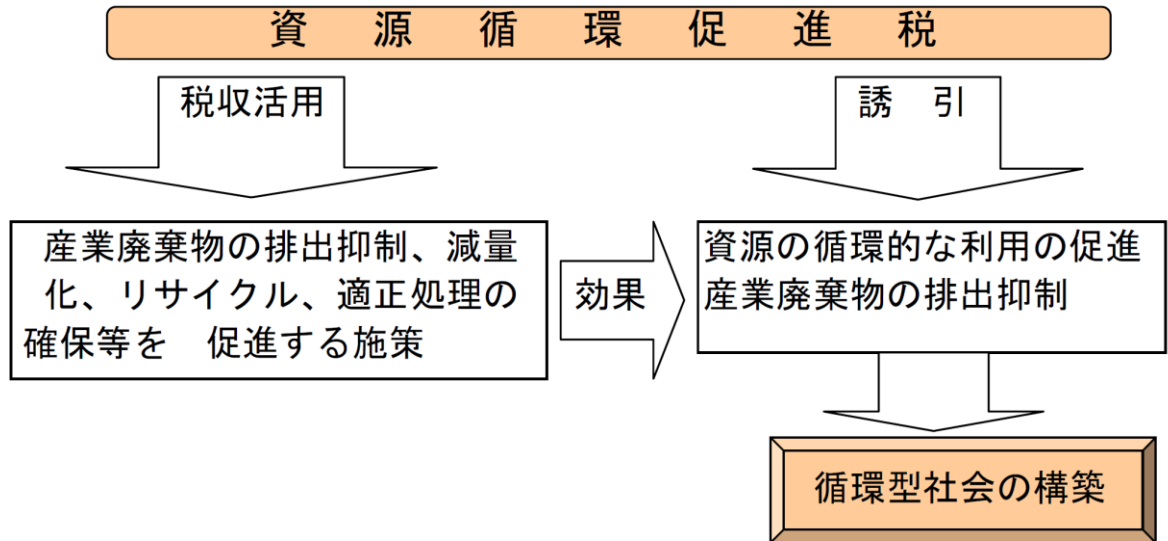 資源循環促進税
税収活用
誘 引
産業廃棄物の排出抑制、減量
化、リサイクル、適正処理の
確保等を 促進する施策
効果
資源の循環的な利用の促進
産業廃棄物の排出抑制
循環型社会の構築